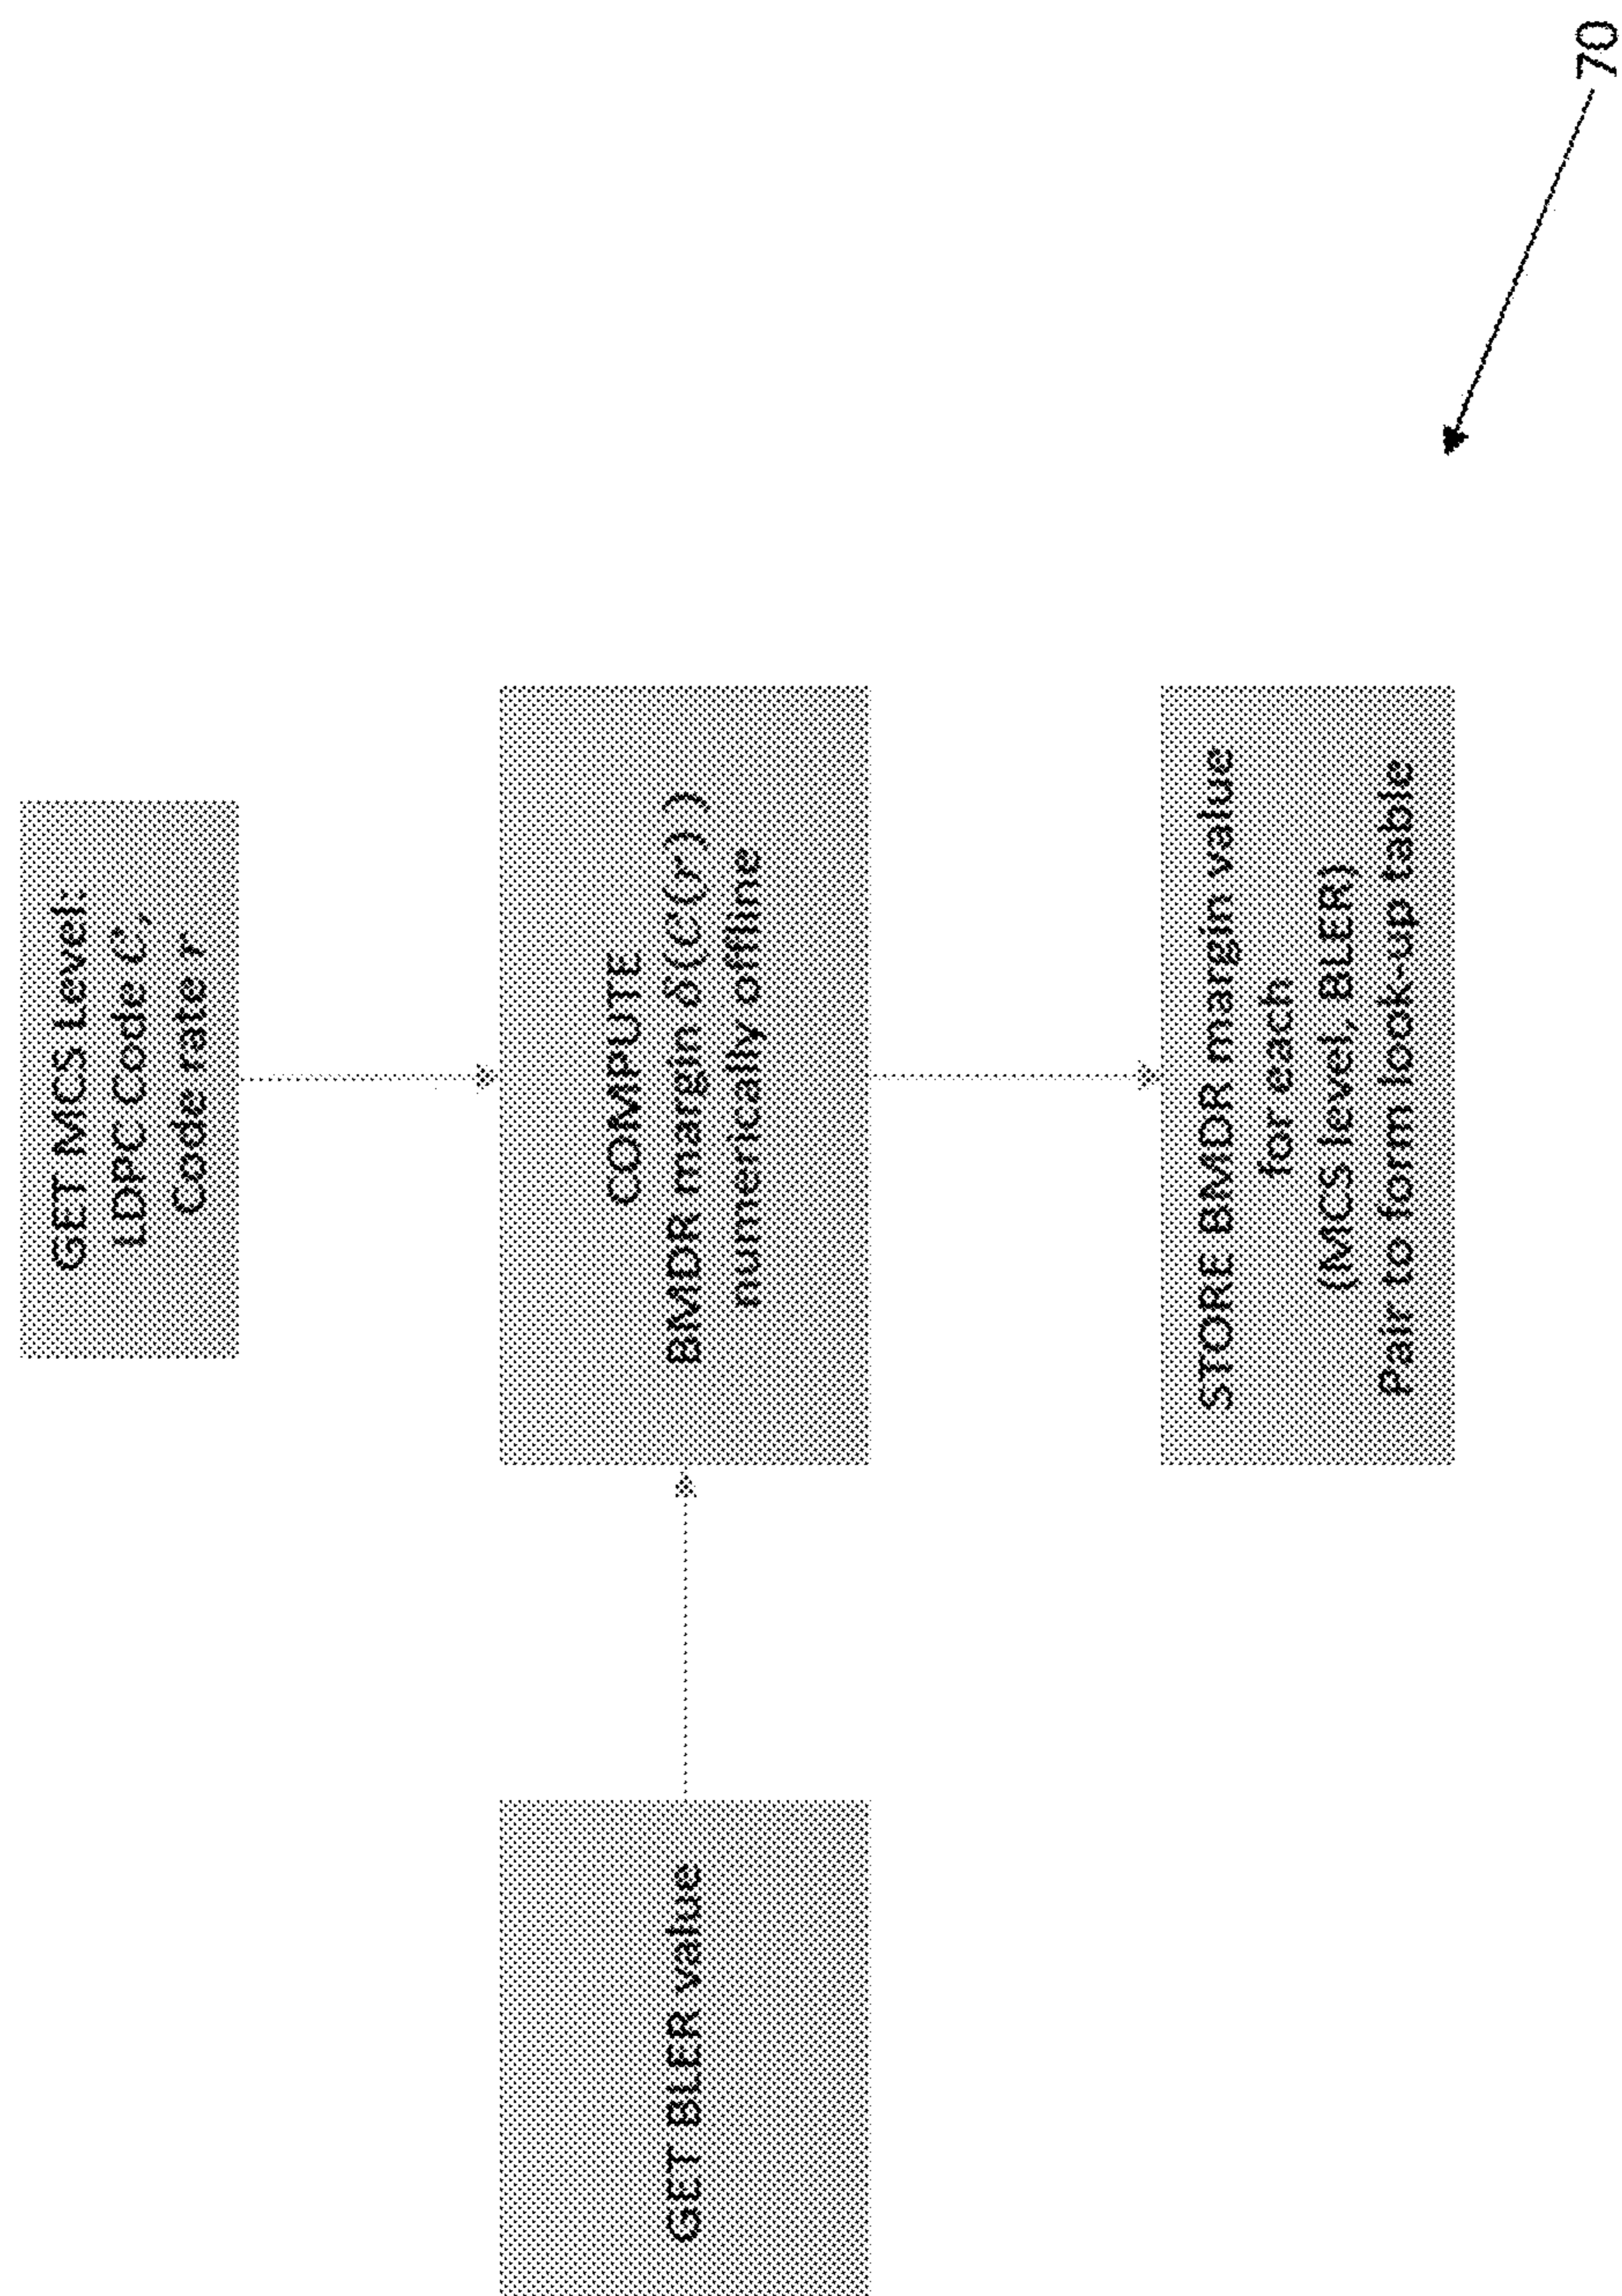 GET MCS Level:
LDPC Code 𝒞,
Code rate r
GET BLER value
COMPUTE
BMDR margin δ(𝒞(r))
numerically offline
STORE BMDR margin value
for each
(MCS level, BLER)
Pair to form look-up table
70